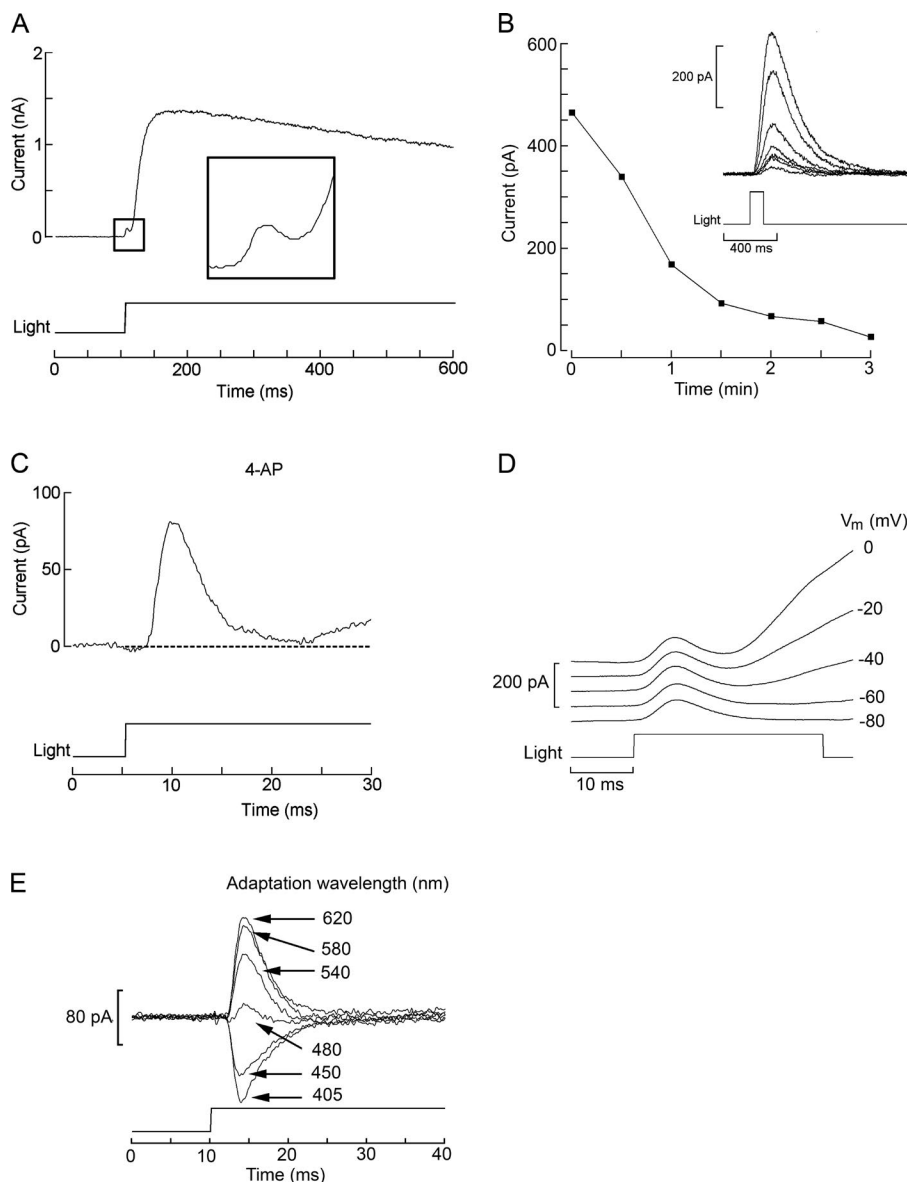 A
2
1
0
Current (nA)
Light
0 200 400 600
Time (ms)
B
600
400
200
0
Current (pA)
200 pA
Light
400 ms
0 1 2 3
Time (min)
C
4-AP
100
50
0
Current (pA)
Light
0 10 20 30
Time (ms)
D
Vm (mV)
0
-20
-40
-60
-80
200 pA
Light
10 ms
E
Adaptation wavelength (nm)
620
580
540
480
450
405
80 pA
0 10 20 30 40
Time (ms)